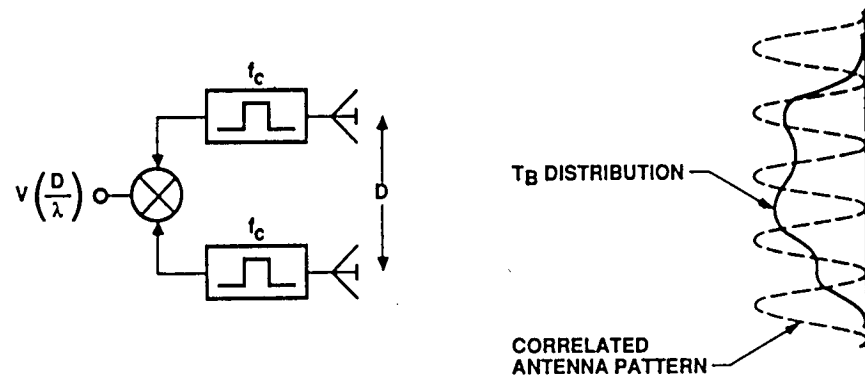 f_C
V (D/λ)
D
f_C
T_B DISTRIBUTION
CORRELATED
ANTENNA PATTERN